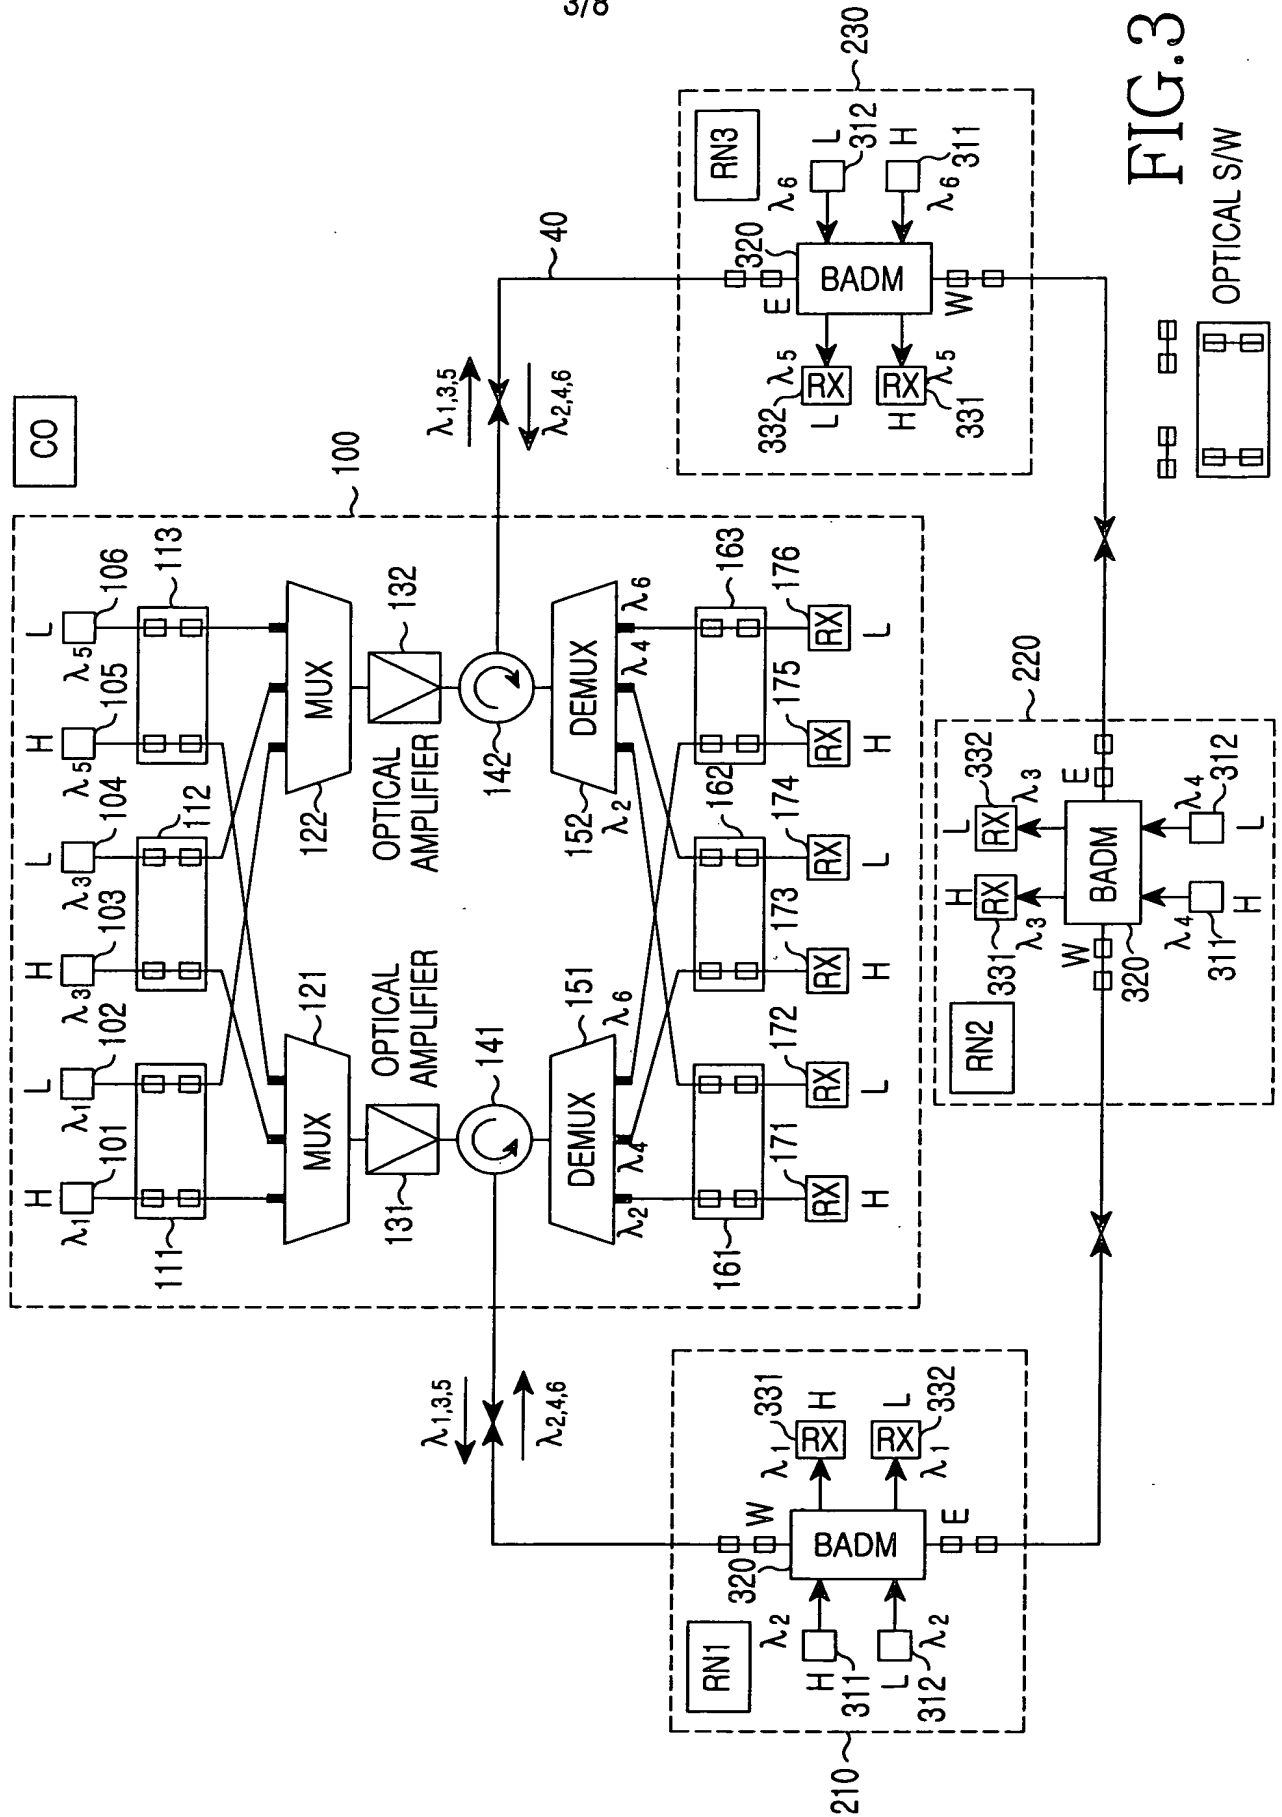 3/8
CO
100
H
L
H
L
H
L
λ1
101
λ1
102
λ3
103
λ3
104
λ5
105
λ5
106
111
112
113
MUX
121
MUX
122
131
OPTICAL
AMPLIFIER
OPTICAL
AMPLIFIER
132
141
142
λ1,3,5
λ2,4,6
λ1,3,5
λ2,4,6
40
DEMUX
151
DEMUX
152
λ2
λ4
λ6
λ2
λ4
λ6
161
162
163
171
172
173
174
175
176
RX
RX
RX
RX
RX
RX
H
L
H
L
H
L
RN1
210
W
320
BADM
E
λ2
H
311
L
312
λ2
λ1
331
RX
H
RX
L
332
λ1
RN2
220
H
L
331
RX
RX
332
λ3
λ3
W
E
320
BADM
λ4
λ4
311
H
312
L
RN3
230
E
320
BADM
W
λ5
332
RX
L
RX
H
331
λ5
λ6
L
312
H
311
λ6
OPTICAL S/W
FIG.3